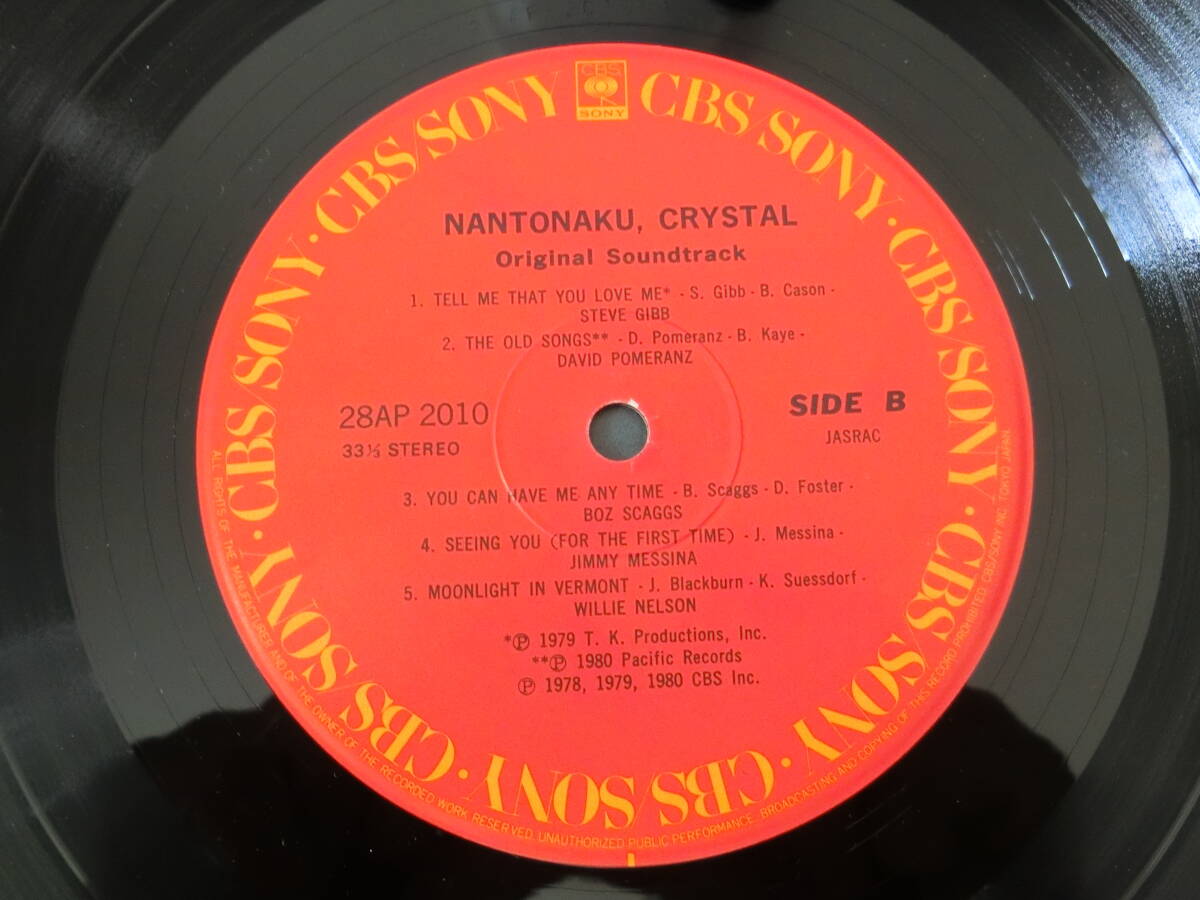 CBS
SONY
CBS/SONY · CBS/SONY · CBS/SONY · CBS/SONY · CBS/SONY · CBS/SONY · CBS/SONY · CBS/SONY
NANTONAKU, CRYSTAL
Original Soundtrack
1. TELL ME THAT YOU LOVE ME* - S. Gibb - B. Cason -
STEVE GIBB
2. THE OLD SONGS** - D. Pomeranz - B. Kaye -
DAVID POMERANZ
28AP 2010
33⅓ STEREO
SIDE B
JASRAC
3. YOU CAN HAVE ME ANY TIME - B. Scaggs - D. Foster -
BOZ SCAGGS
4. SEEING YOU (FOR THE FIRST TIME) - J. Messina -
JIMMY MESSINA
5. MOONLIGHT IN VERMONT - J. Blackburn - K. Suessdorf -
WILLIE NELSON
*Ⓟ 1979 T. K. Productions, Inc.
**Ⓟ 1980 Pacific Records
Ⓟ 1978, 1979, 1980 CBS Inc.
ALL RIGHTS OF THE MANUFACTURER AND OF THE OWNER OF THE RECORDED WORK RESERVED. UNAUTHORIZED PUBLIC PERFORMANCE. BROADCASTING AND COPYING OF THIS RECORD PROHIBITED. CBS/SONY INC. TOKYO JAPAN.